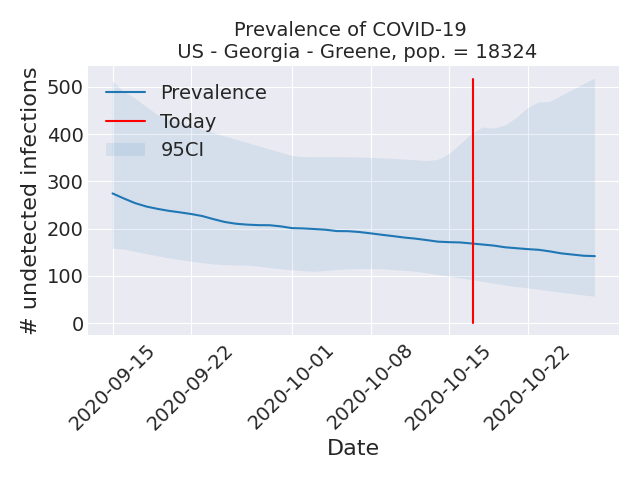 Prevalence of COVID-19
US - Georgia - Greene, pop. = 18324
# undetected infections
500
400
300
200
100
0
Prevalence
Today
95CI
2020-09-15
2020-09-22
2020-10-01
2020-10-08
2020-10-15
2020-10-22
Date